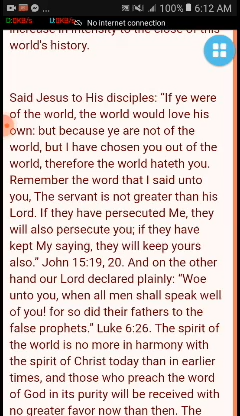 6:12 AM
100%
0:0KB/s U:0KB/s No internet connection
increase in intensity to the close of this
world's history.
Said Jesus to His disciples: “If ye were
of the world, the world would love his
own: but because ye are not of the
world, but I have chosen you out of the
world, therefore the world hateth you.
Remember the word that I said unto
you, The servant is not greater than his
Lord. If they have persecuted Me, they
will also persecute you; if they have
kept My saying, they will keep yours
also.” John 15:19, 20. And on the other
hand our Lord declared plainly: “Woe
unto you, when all men shall speak well
of you! for so did their fathers to the
false prophets.” Luke 6:26. The spirit of
the world is no more in harmony with
the spirit of Christ today than in earlier
times, and those who preach the word
of God in its purity will be received with
no greater favor now than then. The